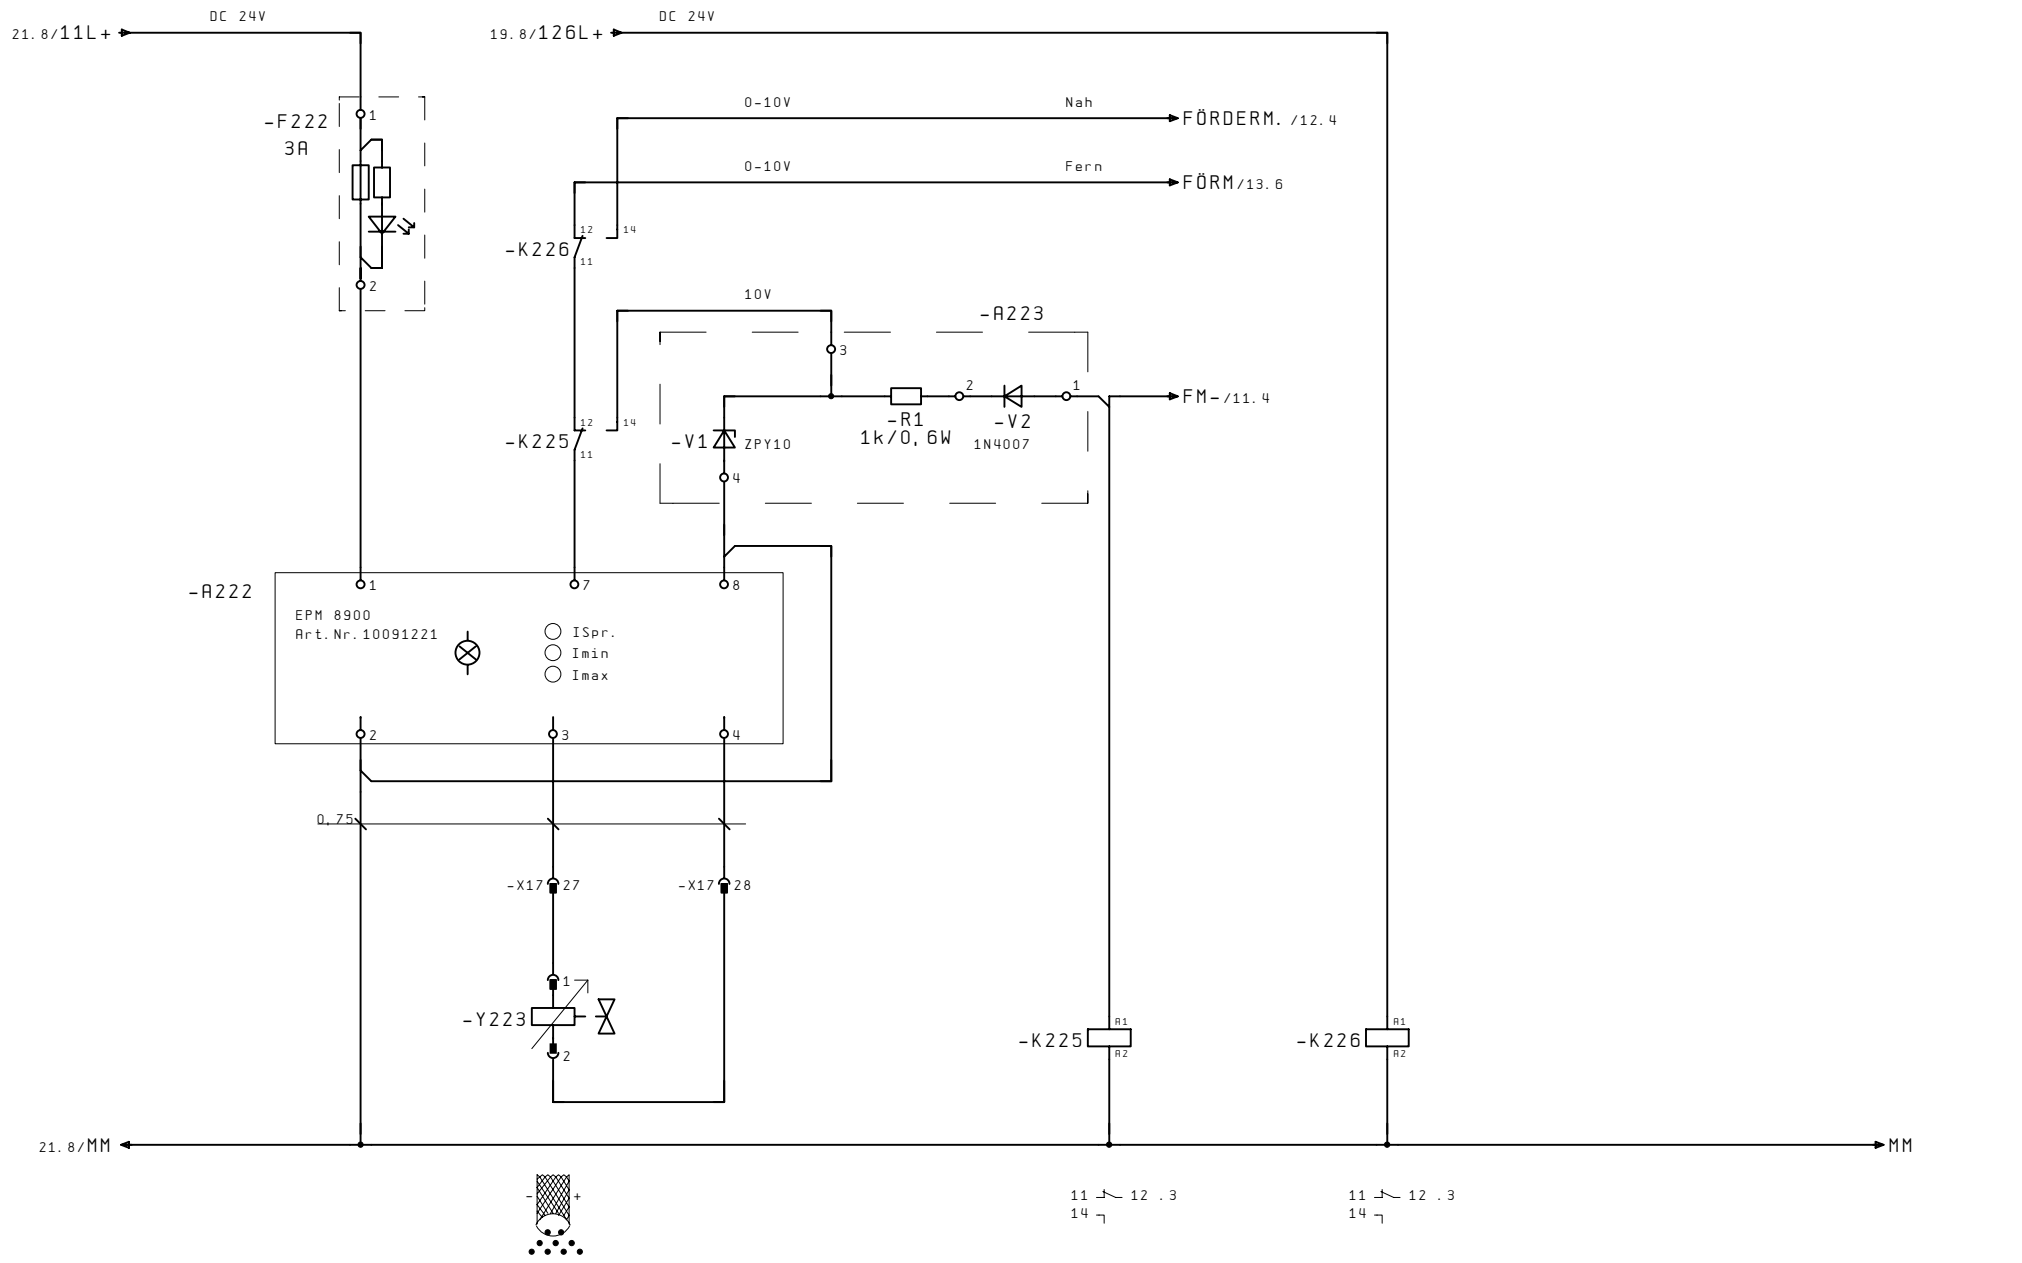 DC 24V
DC 24V
21.8/11L+
19.8/126L+
0-10V
Nah
1
-F222
FÖRDERM. /12.4
3A
0-10V
Fern
FÖRM/13.6
12
14
-K226
11
2
10V
-A223
3
2
1
FM-/11.4
12
14
-R1
-V2
-K225
-V1
ZPY10
1k/0,6W
1N4007
11
4
-A222
1
7
8
EPM 8900
Art.Nr.10091221
ISpr.
Imin
Imax
2
3
4
0,75
-X17
27
-X17
28
1
-Y223
A1
A1
-K225
-K226
2
A2
A2
21.8/MM
MM
-
+
11
12 .3
11
12 .3
14
14